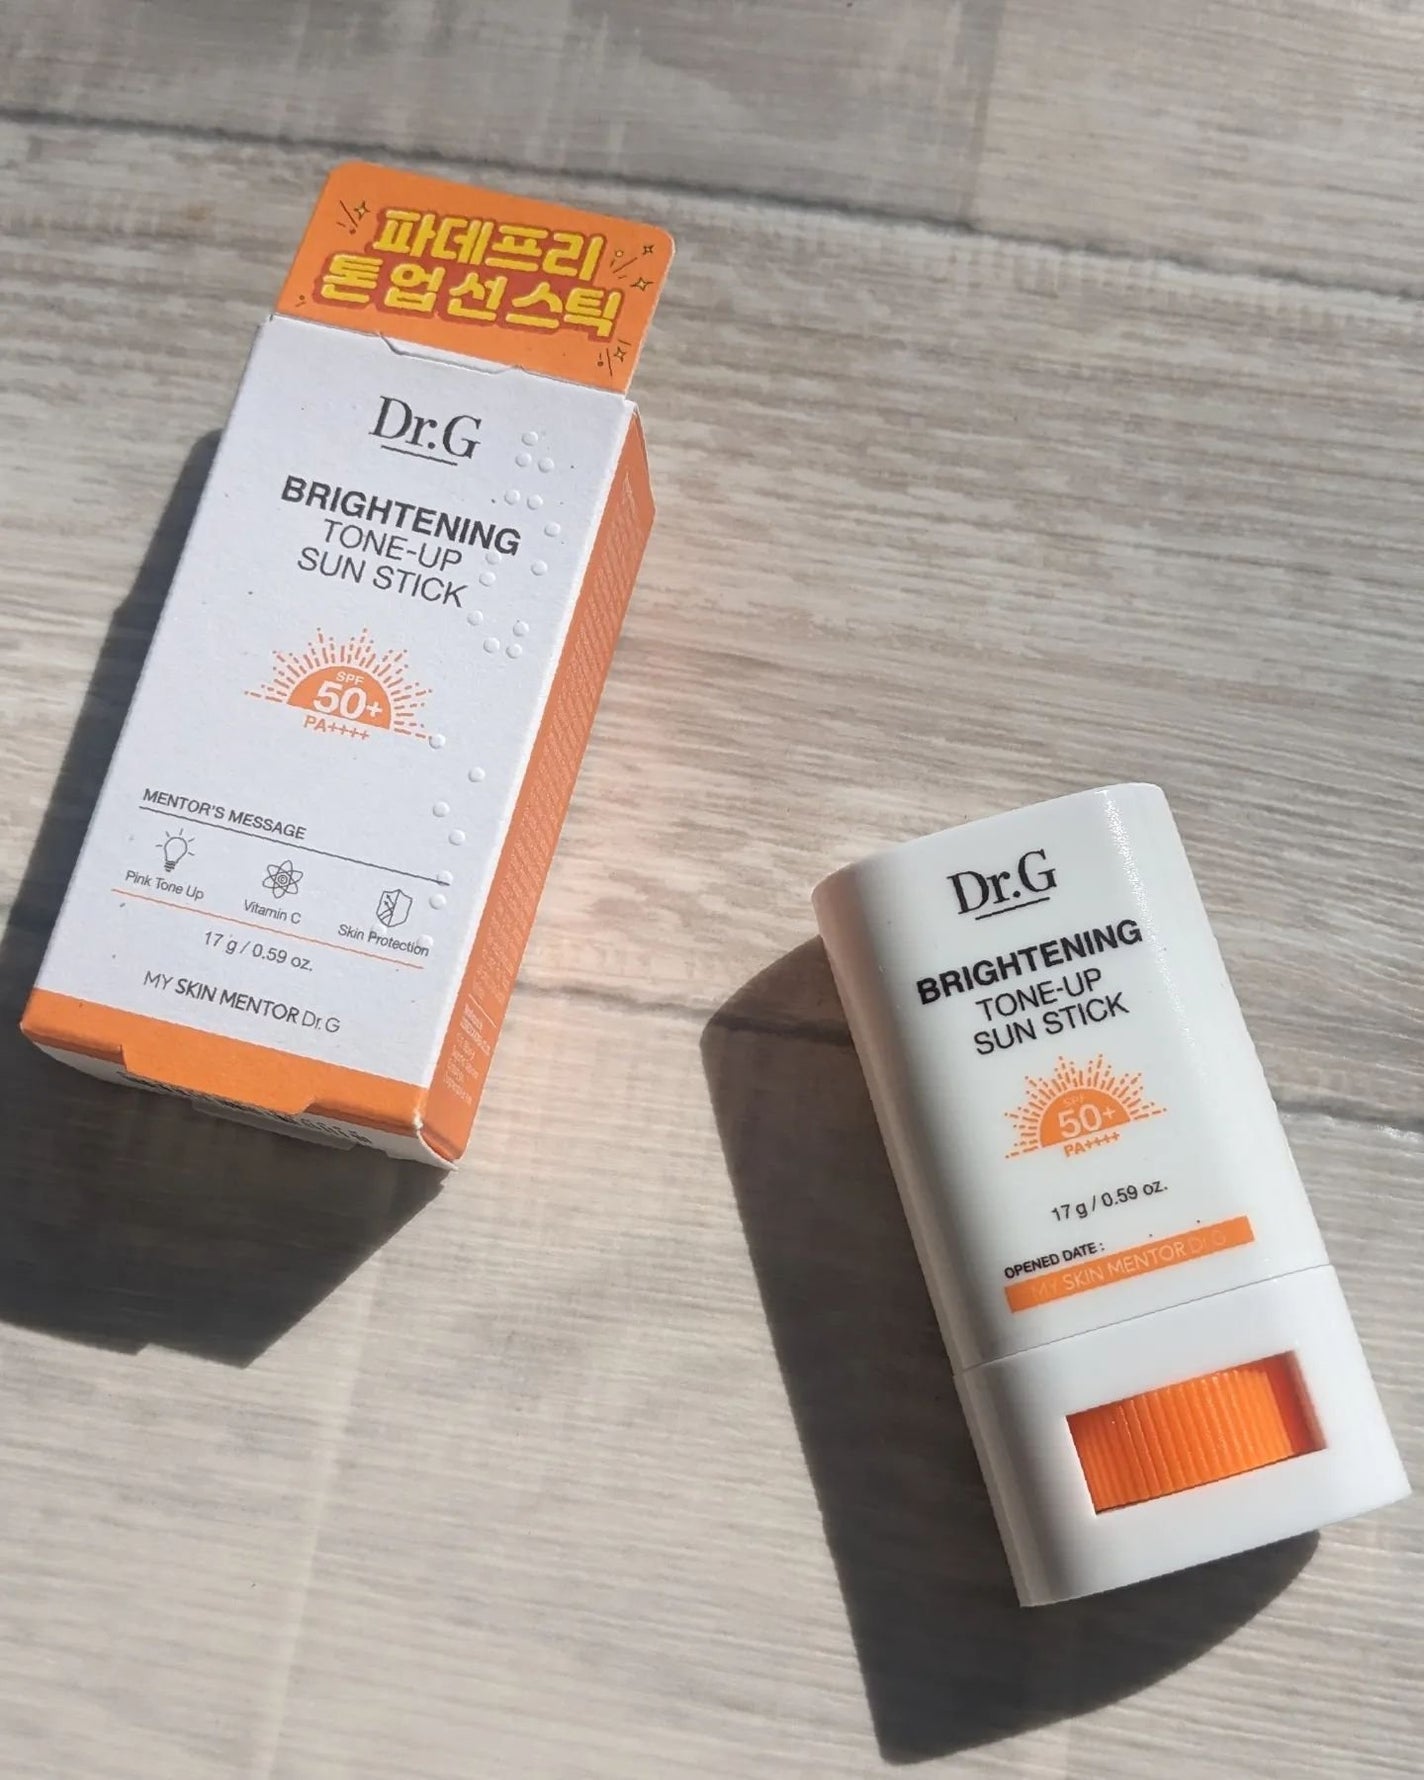 파데프리
톤업선스틱
Dr.G
BRIGHTENING
TONE-UP
SUN STICK
SPF
50+
PA++++
MENTOR'S MESSAGE
Pink Tone Up
Vitamin C
Skin Protection
17 g / 0.59 oz.
MY SKIN MENTOR Dr.G
Dr.G
BRIGHTENING
TONE-UP
SUN STICK
SPF
50+
PA++++
17 g / 0.59 oz.
OPENED DATE :
MY SKIN MENTOR Dr.G